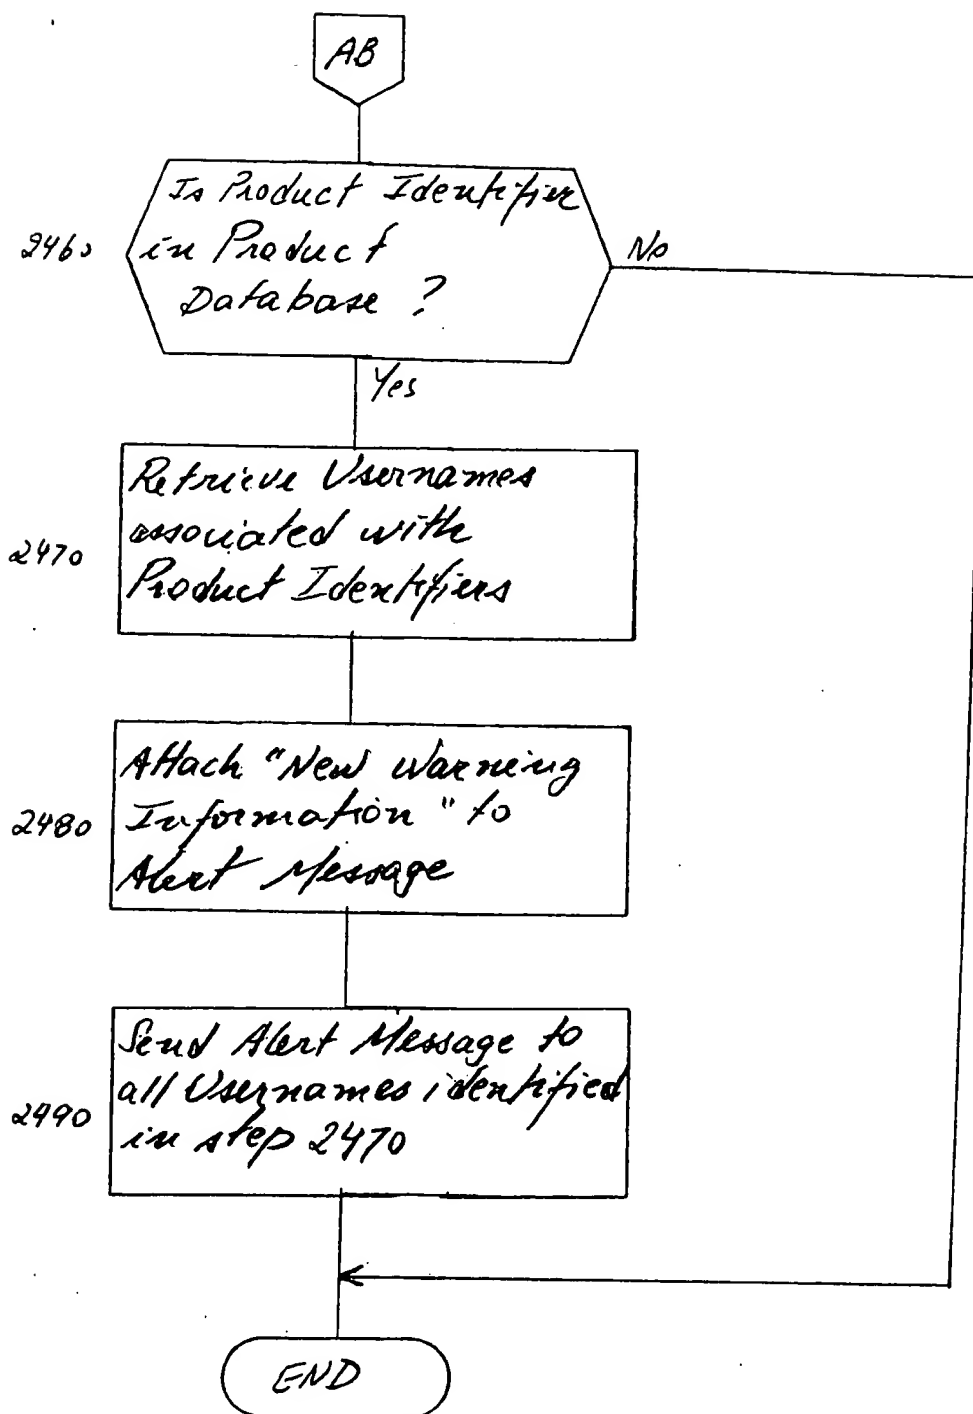 AB
Is Product Identifier
2460
in Product
No
Database ?
Yes
Retrieve Usernames
associated with
2470
Product Identifiers
Attach "New Warning
2480
Information" to
Alert Message
Send Alert Message to
all Usernames identified
2490
in step 2470
END